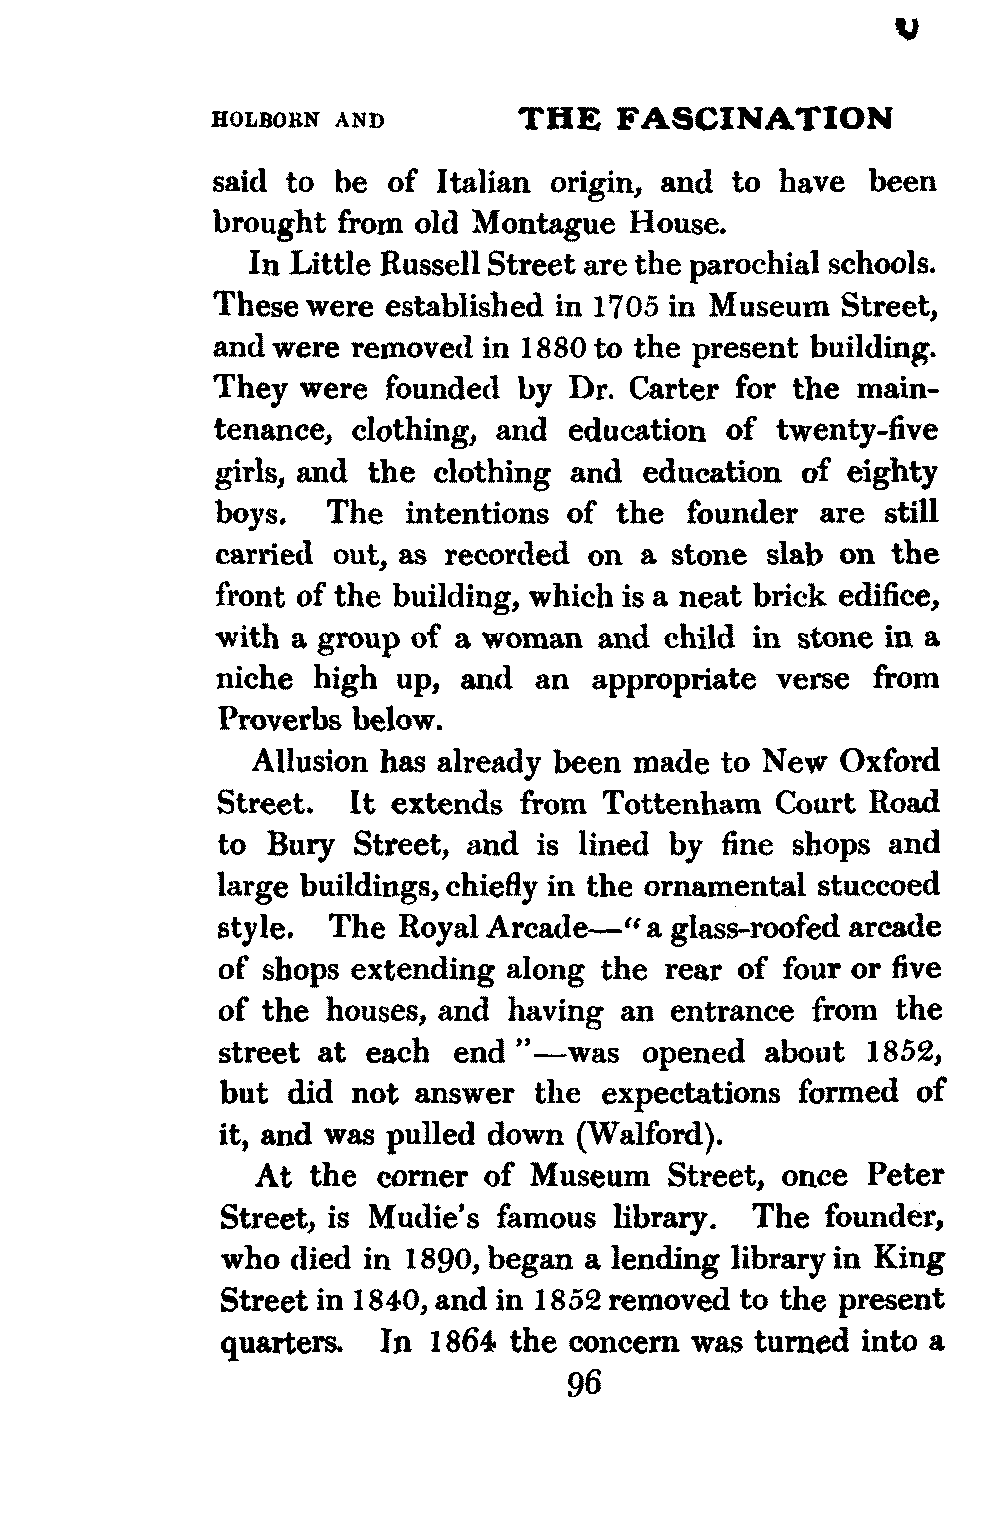 HOLBORN AND THE FASCINATION
said to be of Italian origin, and to have been
brought from old Montague House.
In Little Russell Street are the parochial schools.
These were established in 1705 in Museum Street,
and were removed in 1880 to the present building.
They were founded by Dr. Carter for the main-
tenance, clothing, and education of twenty-five
girls, and the clothing and education of eighty
boys. The intentions of the founder are still
carried out, as recorded on a stone slab on the
front of the building, which is a neat brick edifice,
with a group of a woman and child in stone in a
niche high up, and an appropriate verse from
Proverbs below.
Allusion has already been made to New Oxford
Street. It extends from Tottenham Court Road
to Bury Street, and is lined by fine shops and
large buildings, chiefly in the ornamental stuccoed
style. The Royal Arcade—“a glass-roofed arcade
of shops extending along the rear of four or five
of the houses, and having an entrance from the
street at each end”—was opened about 1852,
but did not answer the expectations formed of
it, and was pulled down (Walford).
At the corner of Museum Street, once Peter
Street, is Mudie's famous library. The founder,
who died in 1890, began a lending library in King
Street in 1840, and in 1852 removed to the present
quarters. In 1864 the concern was turned into a
96